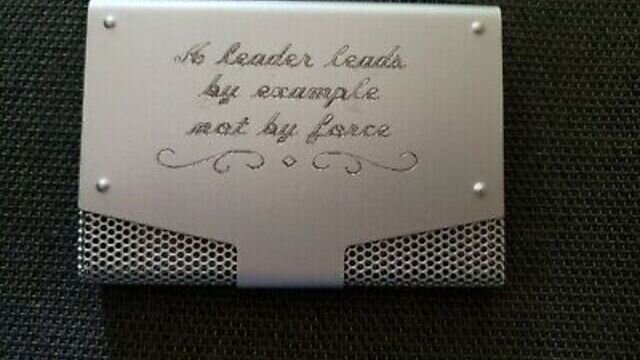 A leader leads
by example
not by force